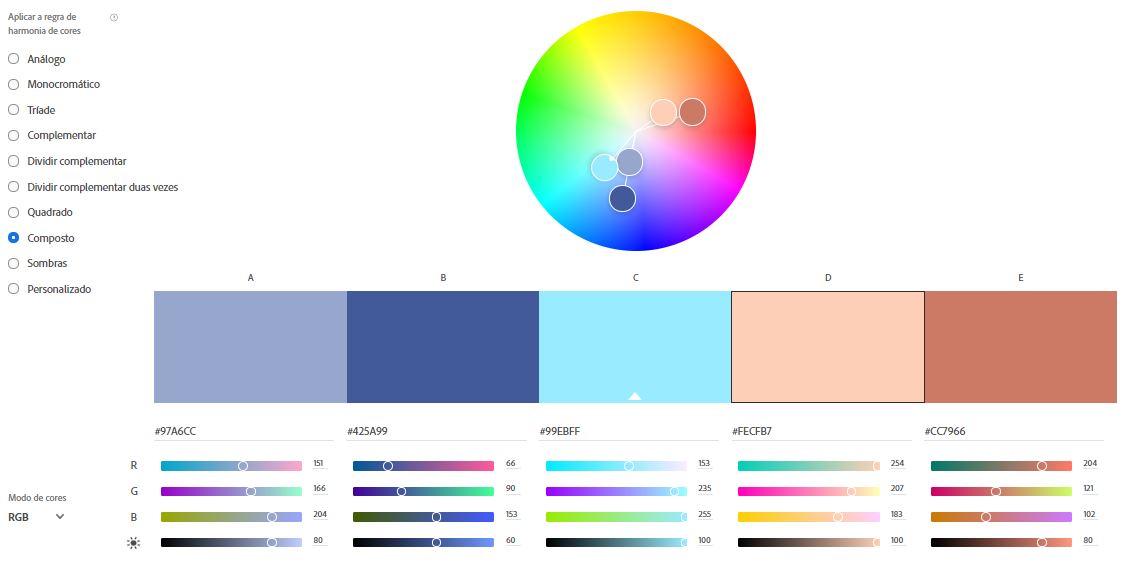 Aplicar a regra de
harmonia de cores
Análogo
Monocromático
Tríade
Complementar
Dividir complementar
Dividir complementar duas vezes
Quadrado
Composto
Sombras
Personalizado
A B C D E
#97A6CC #425A99 #99EBFF #FECFB7 #CC7966
R 151 66 153 254 204
G 166 90 235 207 121
Modo de cores
RGB
B 204 153 255 183 102
80 60 100 100 80